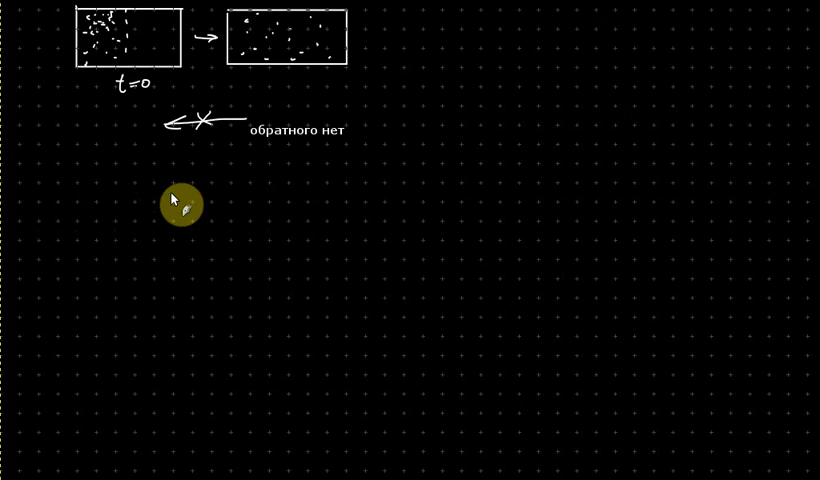 t=0
обратного нет